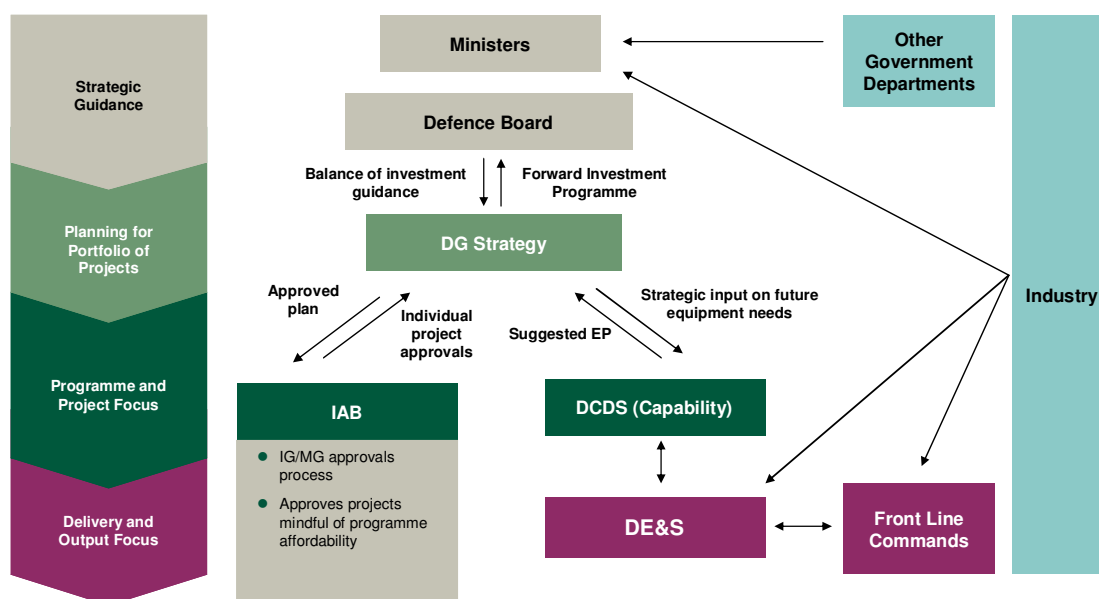 Strategic
Guidance
Planning for
Portfolio of
Projects
Programme and
Project Focus
Delivery and
Output Focus
Ministers
Defence Board
Balance of investment
guidance
Forward Investment
Programme
DG Strategy
Approved
plan
Individual
project
approvals
Suggested EP
Strategic input on future
equipment needs
IAB
IG/MG approvals
process
Approves projects
mindful of programme
affordability
DCDS (Capability)
DE&S
Front Line
Commands
Other
Government
Departments
Industry